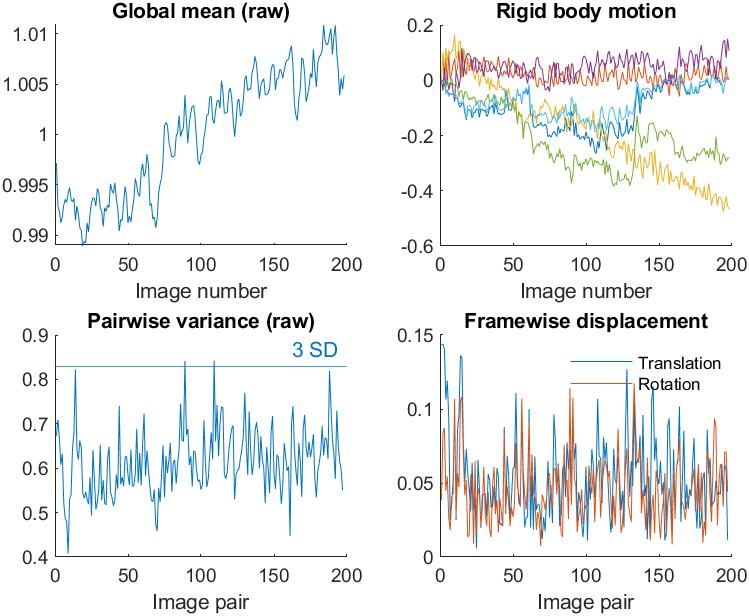 Global mean (raw)
1.01
1.005
1
0.995
0.99
0 50 100 150 200
Image number
Rigid body motion
0.2
0
-0.2
-0.4
-0.6
0 50 100 150 200
Image number
Pairwise variance (raw)
0.9
3 SD
0.8
0.7
0.6
0.5
0.4
0 50 100 150 200
Image pair
Framewise displacement
0.15
Translation
Rotation
0.1
0.05
0
0 50 100 150 200
Image pair